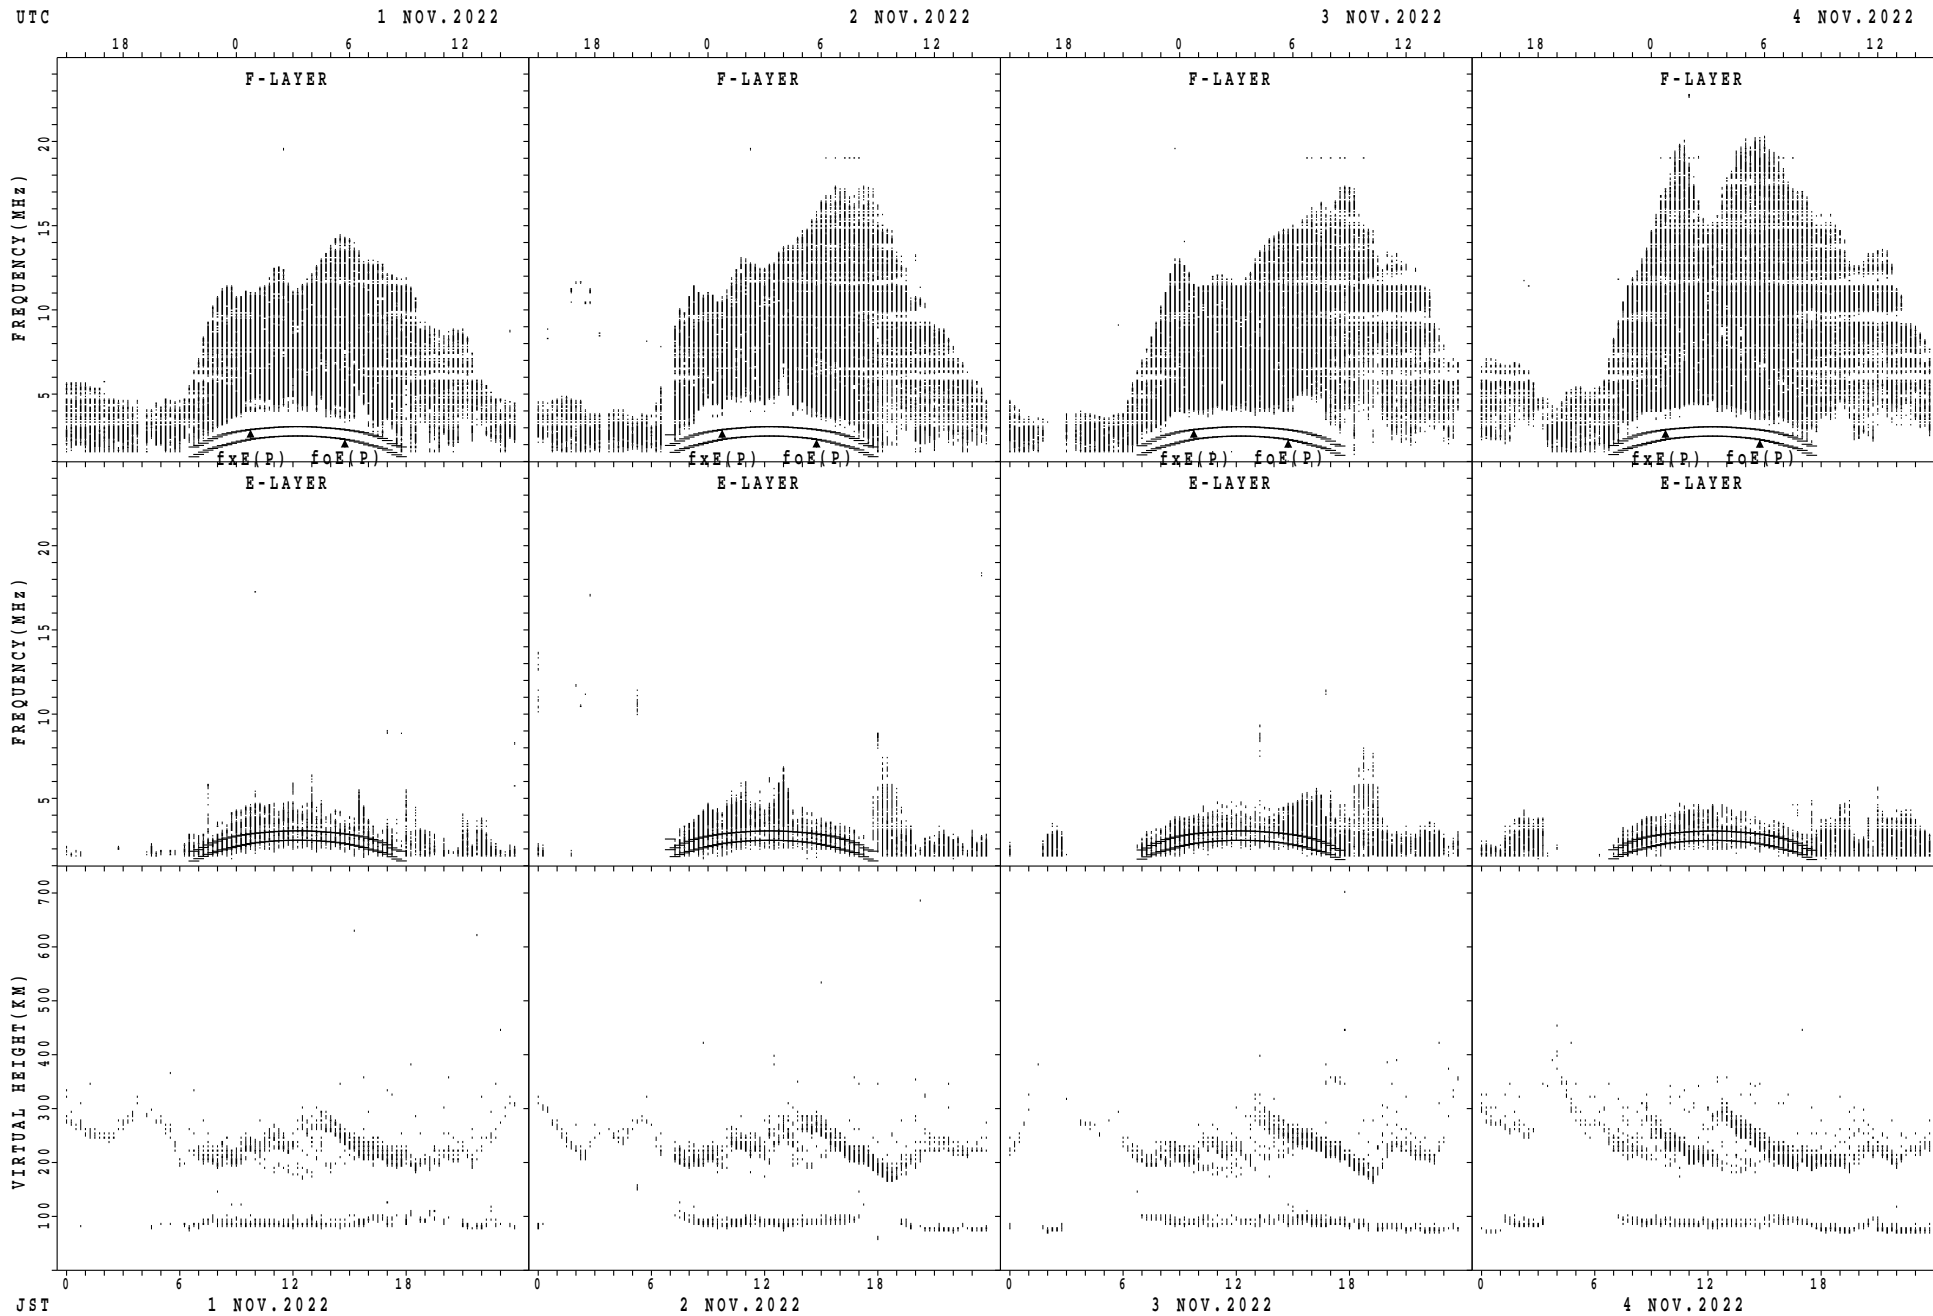 UTC 1 NOV.2022 2 NOV.2022 3 NOV.2022 4 NOV.2022
18 0 6 12 18 0 6 12 18 0 6 12 18 0 6 12
F-LAYER F-LAYER F-LAYER F-LAYER
FREQUENCY(MHz)
20
15
10
5
fxE(P) foE(P) fxE(P) foE(P) fxE(P) foE(P) fxE(P) foE(P)
E-LAYER E-LAYER E-LAYER E-LAYER
FREQUENCY(MHz)
20
15
10
5
VIRTUAL HEIGHT(KM)
700
600
500
400
300
200
100
0 6 12 18 0 6 12 18 0 6 12 18 0 6 12 18
JST 1 NOV.2022 2 NOV.2022 3 NOV.2022 4 NOV.2022